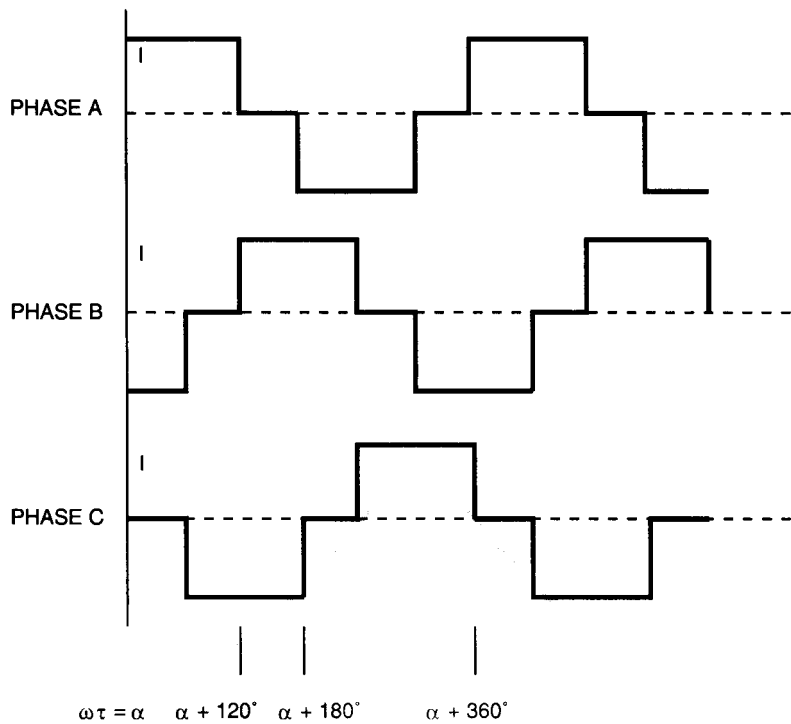 I
PHASE A
I
PHASE B
I
PHASE C
ωτ = α α + 120° α + 180° α + 360°